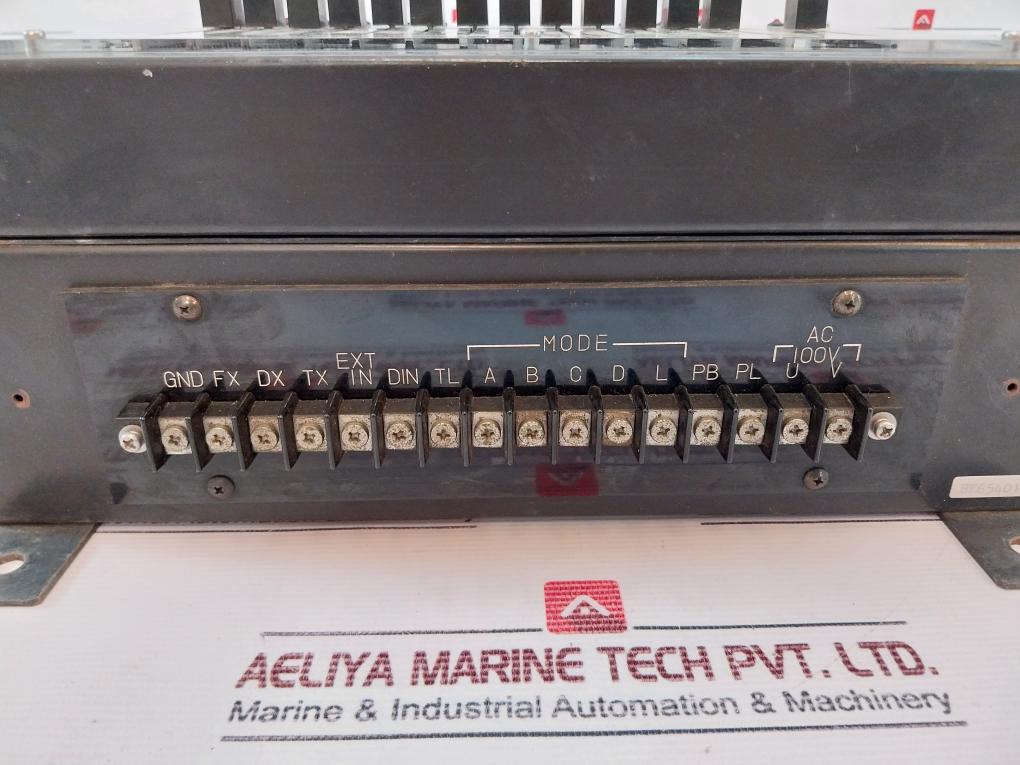 MODE
AC
100V
EXT
GND FX DX TX IN DIN TL A B C D L PB PL U V
AELIYA MARINE TECH PVT. LTD.
Marine & Industrial Automation & Machinery